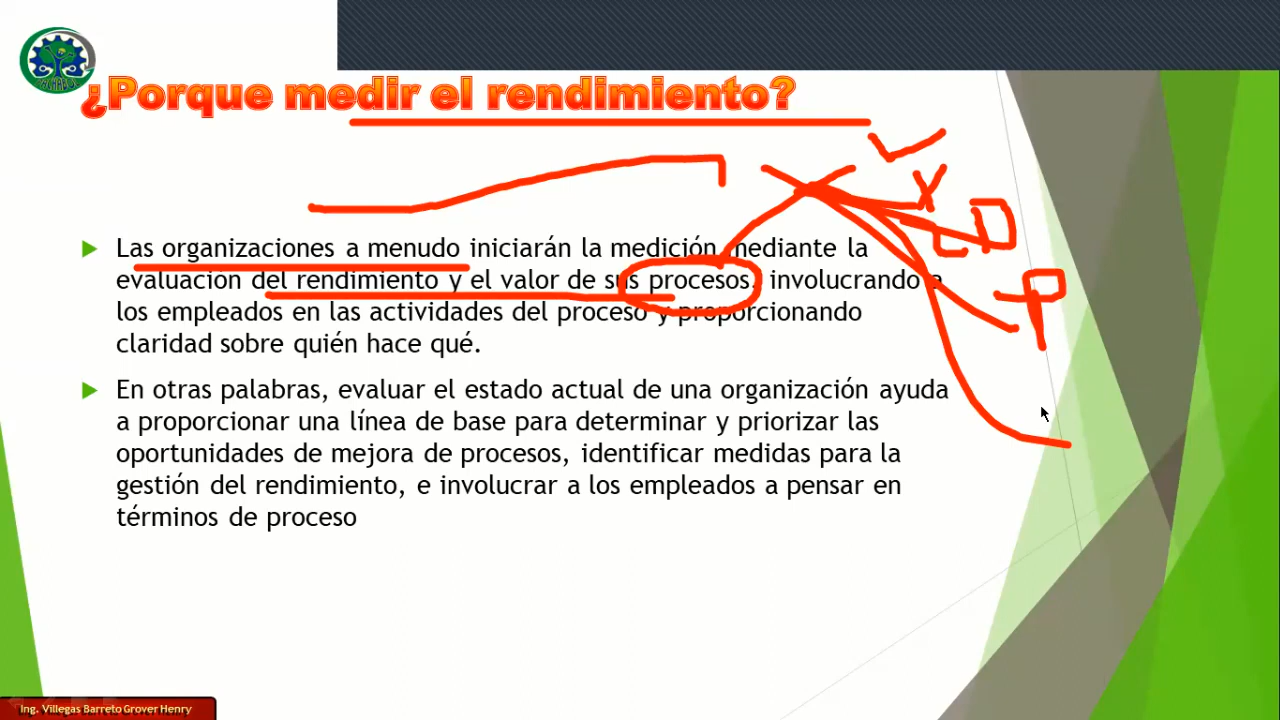 ¿Porque medir el rendimiento?
Las organizaciones a menudo iniciarán la medición mediante la
evaluación del rendimiento y el valor de sus procesos, involucrando a
los empleados en las actividades del proceso y proporcionando
claridad sobre quién hace qué.
En otras palabras, evaluar el estado actual de una organización ayuda
a proporcionar una línea de base para determinar y priorizar las
oportunidades de mejora de procesos, identificar medidas para la
gestión del rendimiento, e involucrar a los empleados a pensar en
términos de proceso
Ing. Villegas Barreto Grover Henry